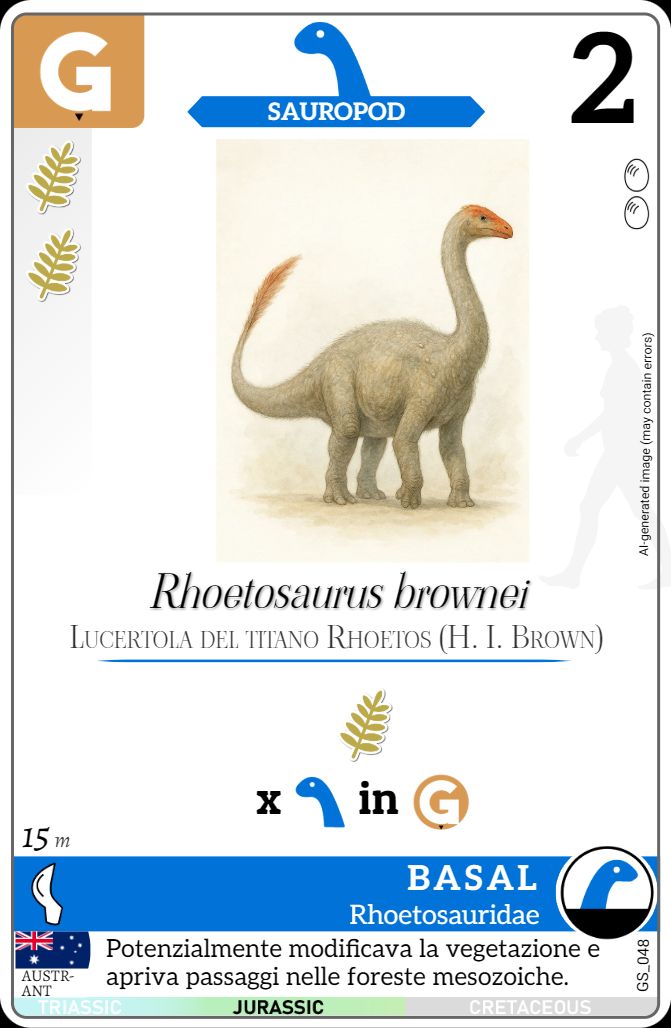 G
SAUROPOD
2
AI-generated image (may contain errors)
Rhoetosaurus brownei
Lucertola del titano Rhoetos (H. I. Brown)
x in G
15 m
BASAL
Rhoetosauridae
AUSTR-
ANT
Potenzialmente modificava la vegetazione e
apriva passaggi nelle foreste mesozoiche.
GS_048
TRIASSIC JURASSIC CRETACEOUS